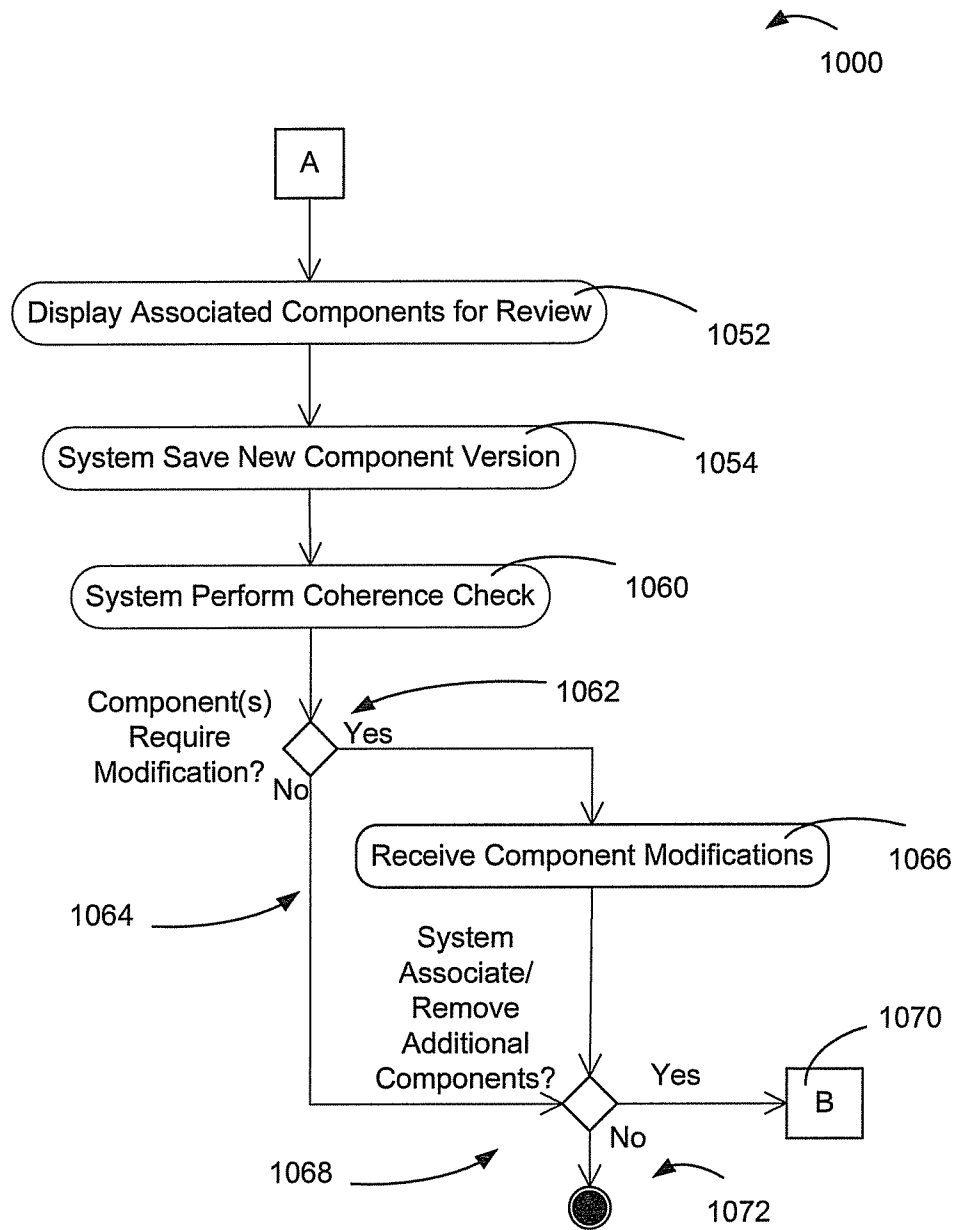 1000
A
Display Associated Components for Review
1052
System Save New Component Version
1054
System Perform Coherence Check
1060
Component(s)
Require
Modification?
1062
Yes
No
Receive Component Modifications
1066
1064
System
Associate/
Remove
Additional
Components?
Yes
1070
B
No
1068
1072